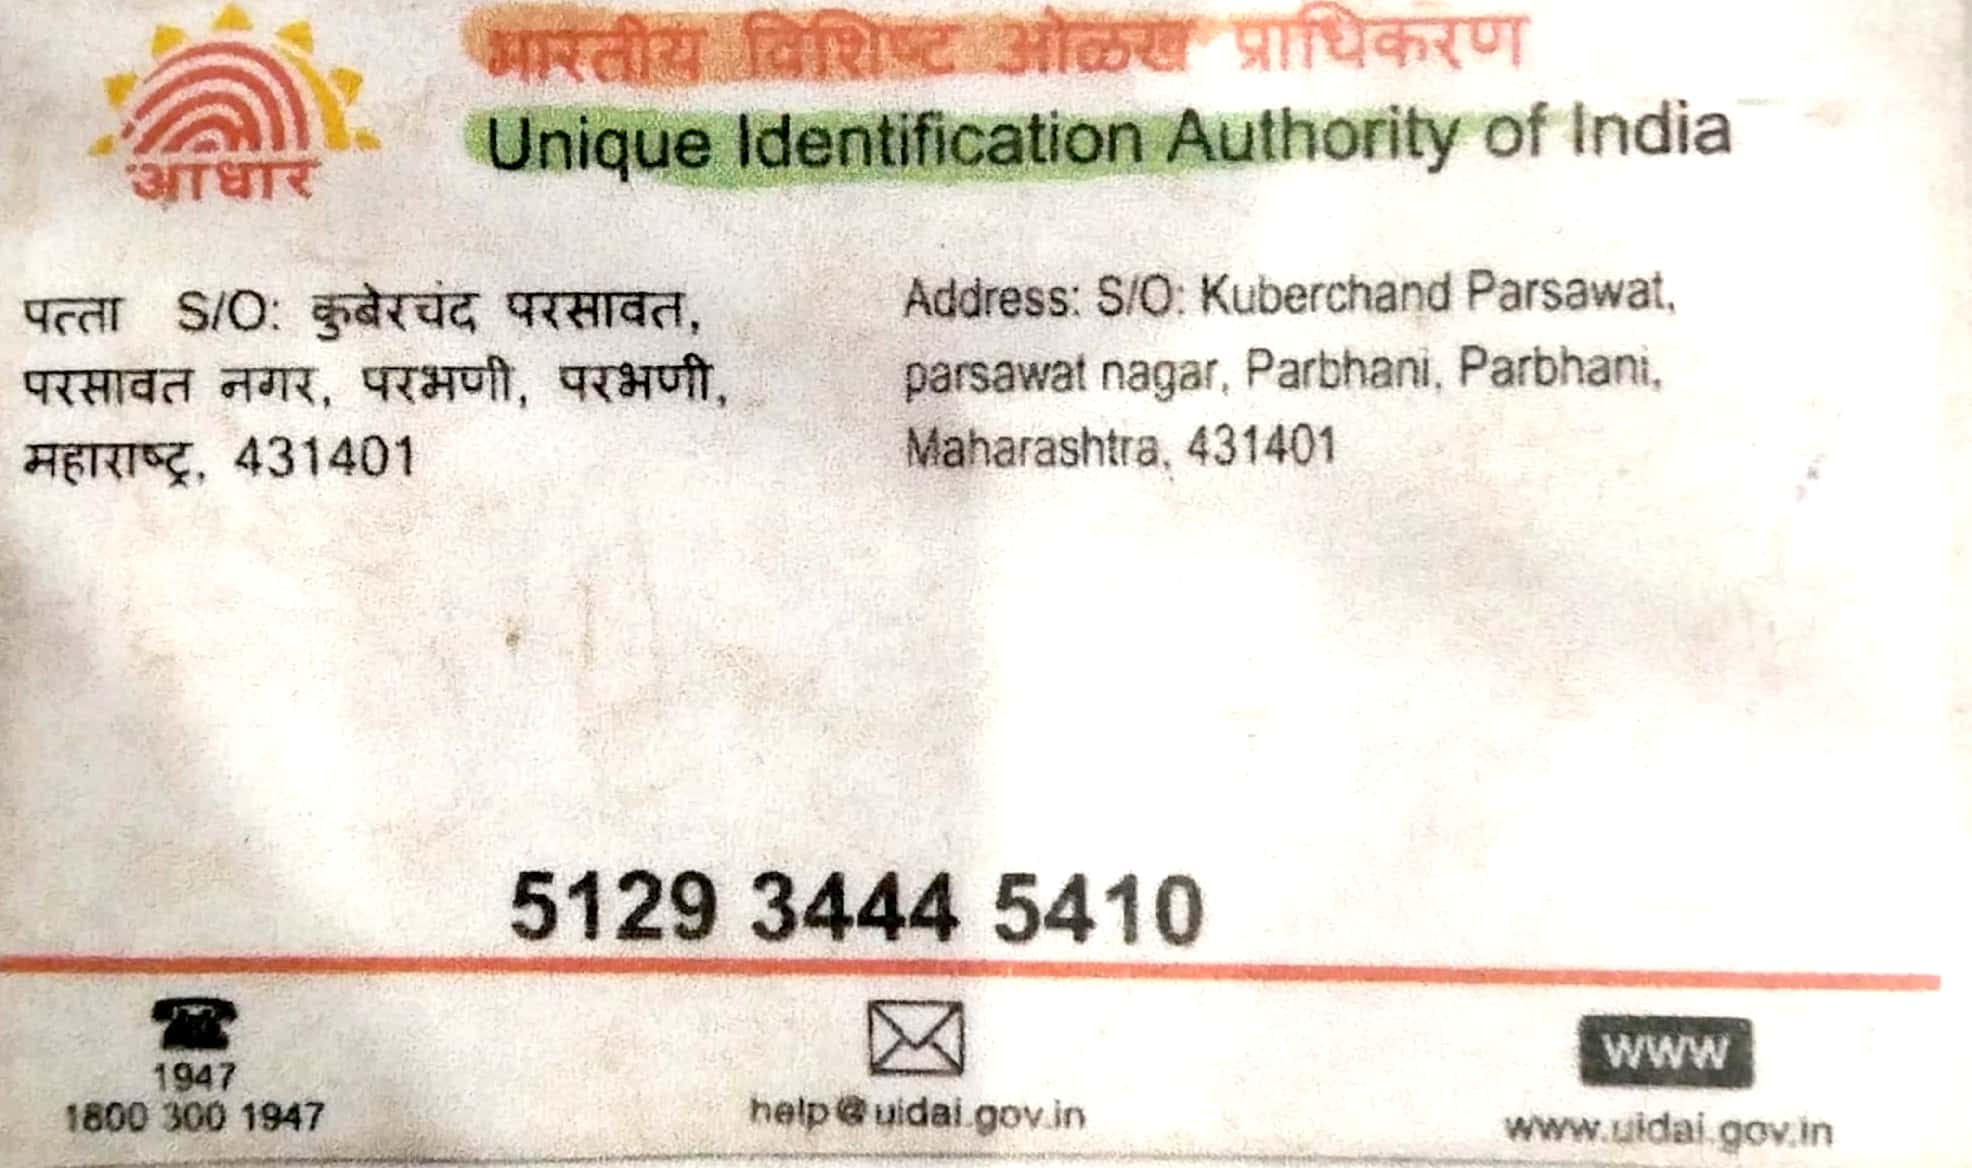 भारतीय विशिष्ट ओळख प्राधिकरण
Unique Identification Authority of India
आधार
पत्ता S/O: कुबेरचंद परसावत,
परसावत नगर, परभणी, परभणी,
महाराष्ट्र, 431401
Address: S/O: Kuberchand Parsawat,
parsawat nagar, Parbhani, Parbhani,
Maharashtra, 431401
5129 3444 5410
1947
1800 300 1947
help@uidai.gov.in
www
www.uidai.gov.in